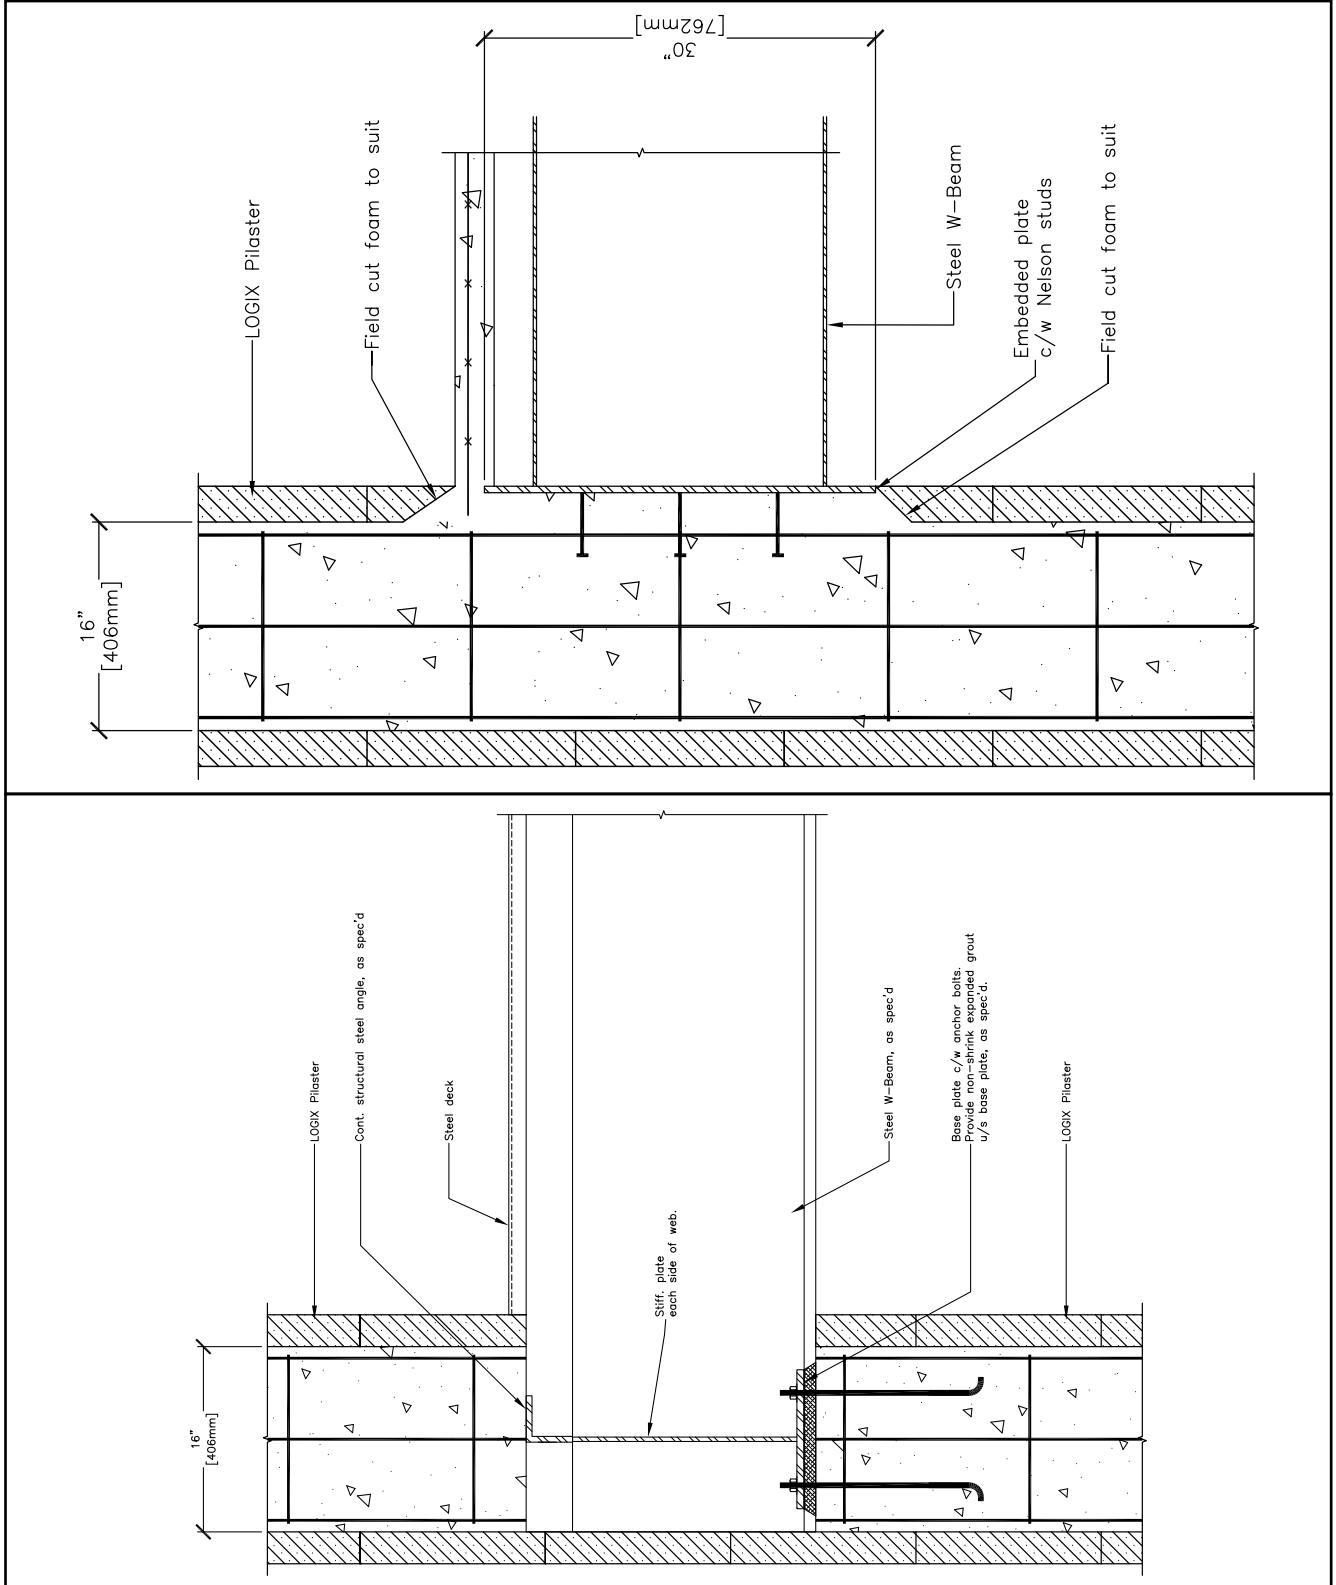 30"
[762mm]
LOGIX Pilaster
Field cut foam to suit
Steel W-Beam
Embedded plate
c/w Nelson studs
Field cut foam to suit
16"
[406mm]
LOGIX Pilaster
Cont. structural steel angle, as spec'd
Steel deck
Stiff. plate
each side of web.
Steel W-Beam, as spec'd
Base plate c/w anchor bolts.
Provide non-shrink expanded grout
u/s base plate, as spec'd.
LOGIX Pilaster
16"
[406mm]